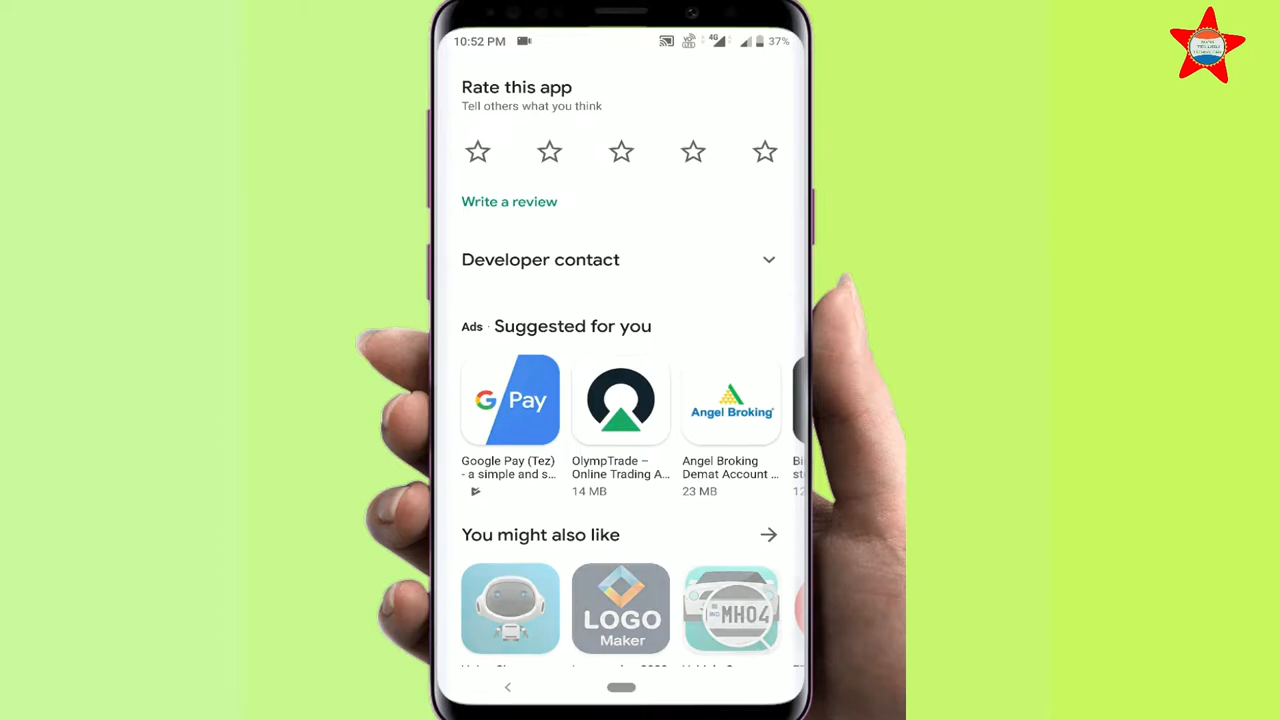 10:52 PM
4G
37%
Rate this app
Tell others what you think
Write a review
Developer contact
Ads · Suggested for you
G Pay
Angel Broking
Google Pay (Tez)
- a simple and s...
OlympTrade –
Online Trading A...
14 MB
Angel Broking
Demat Account ...
23 MB
You might also like
LOGO
Maker
MH04